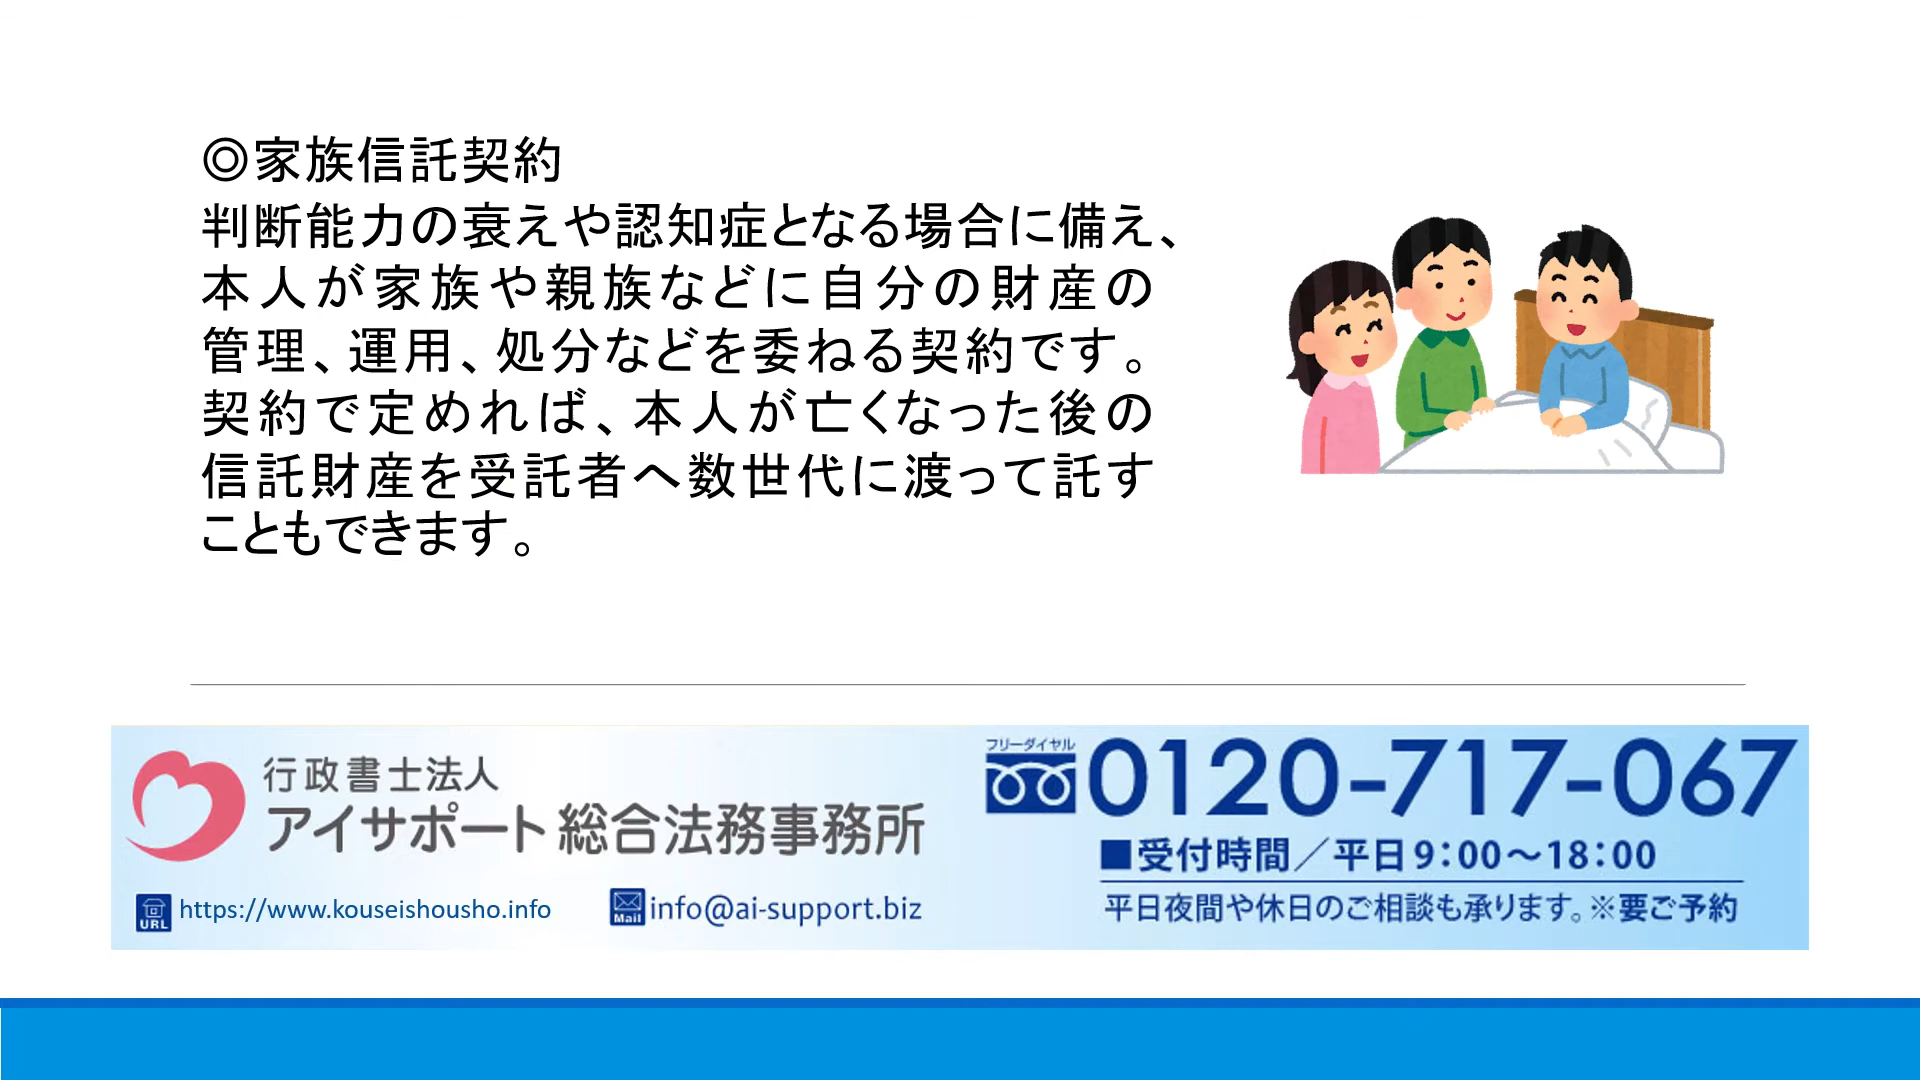 ◎家族信託契約
判断能力の衰えや認知症となる場合に備え、
本人が家族や親族などに自分の財産の
管理、運用、処分などを委ねる契約です。
契約で定めれば、本人が亡くなった後の
信託財産を受託者へ数世代に渡って託す
こともできます。
行政書士法人
アイサポート総合法務事務所
URL https://www.kouseishousho.info
Mail info@ai-support.biz
フリーダイヤル
0120-717-067
■受付時間／平日9：00～18：00
平日夜間や休日のご相談も承ります。※要ご予約